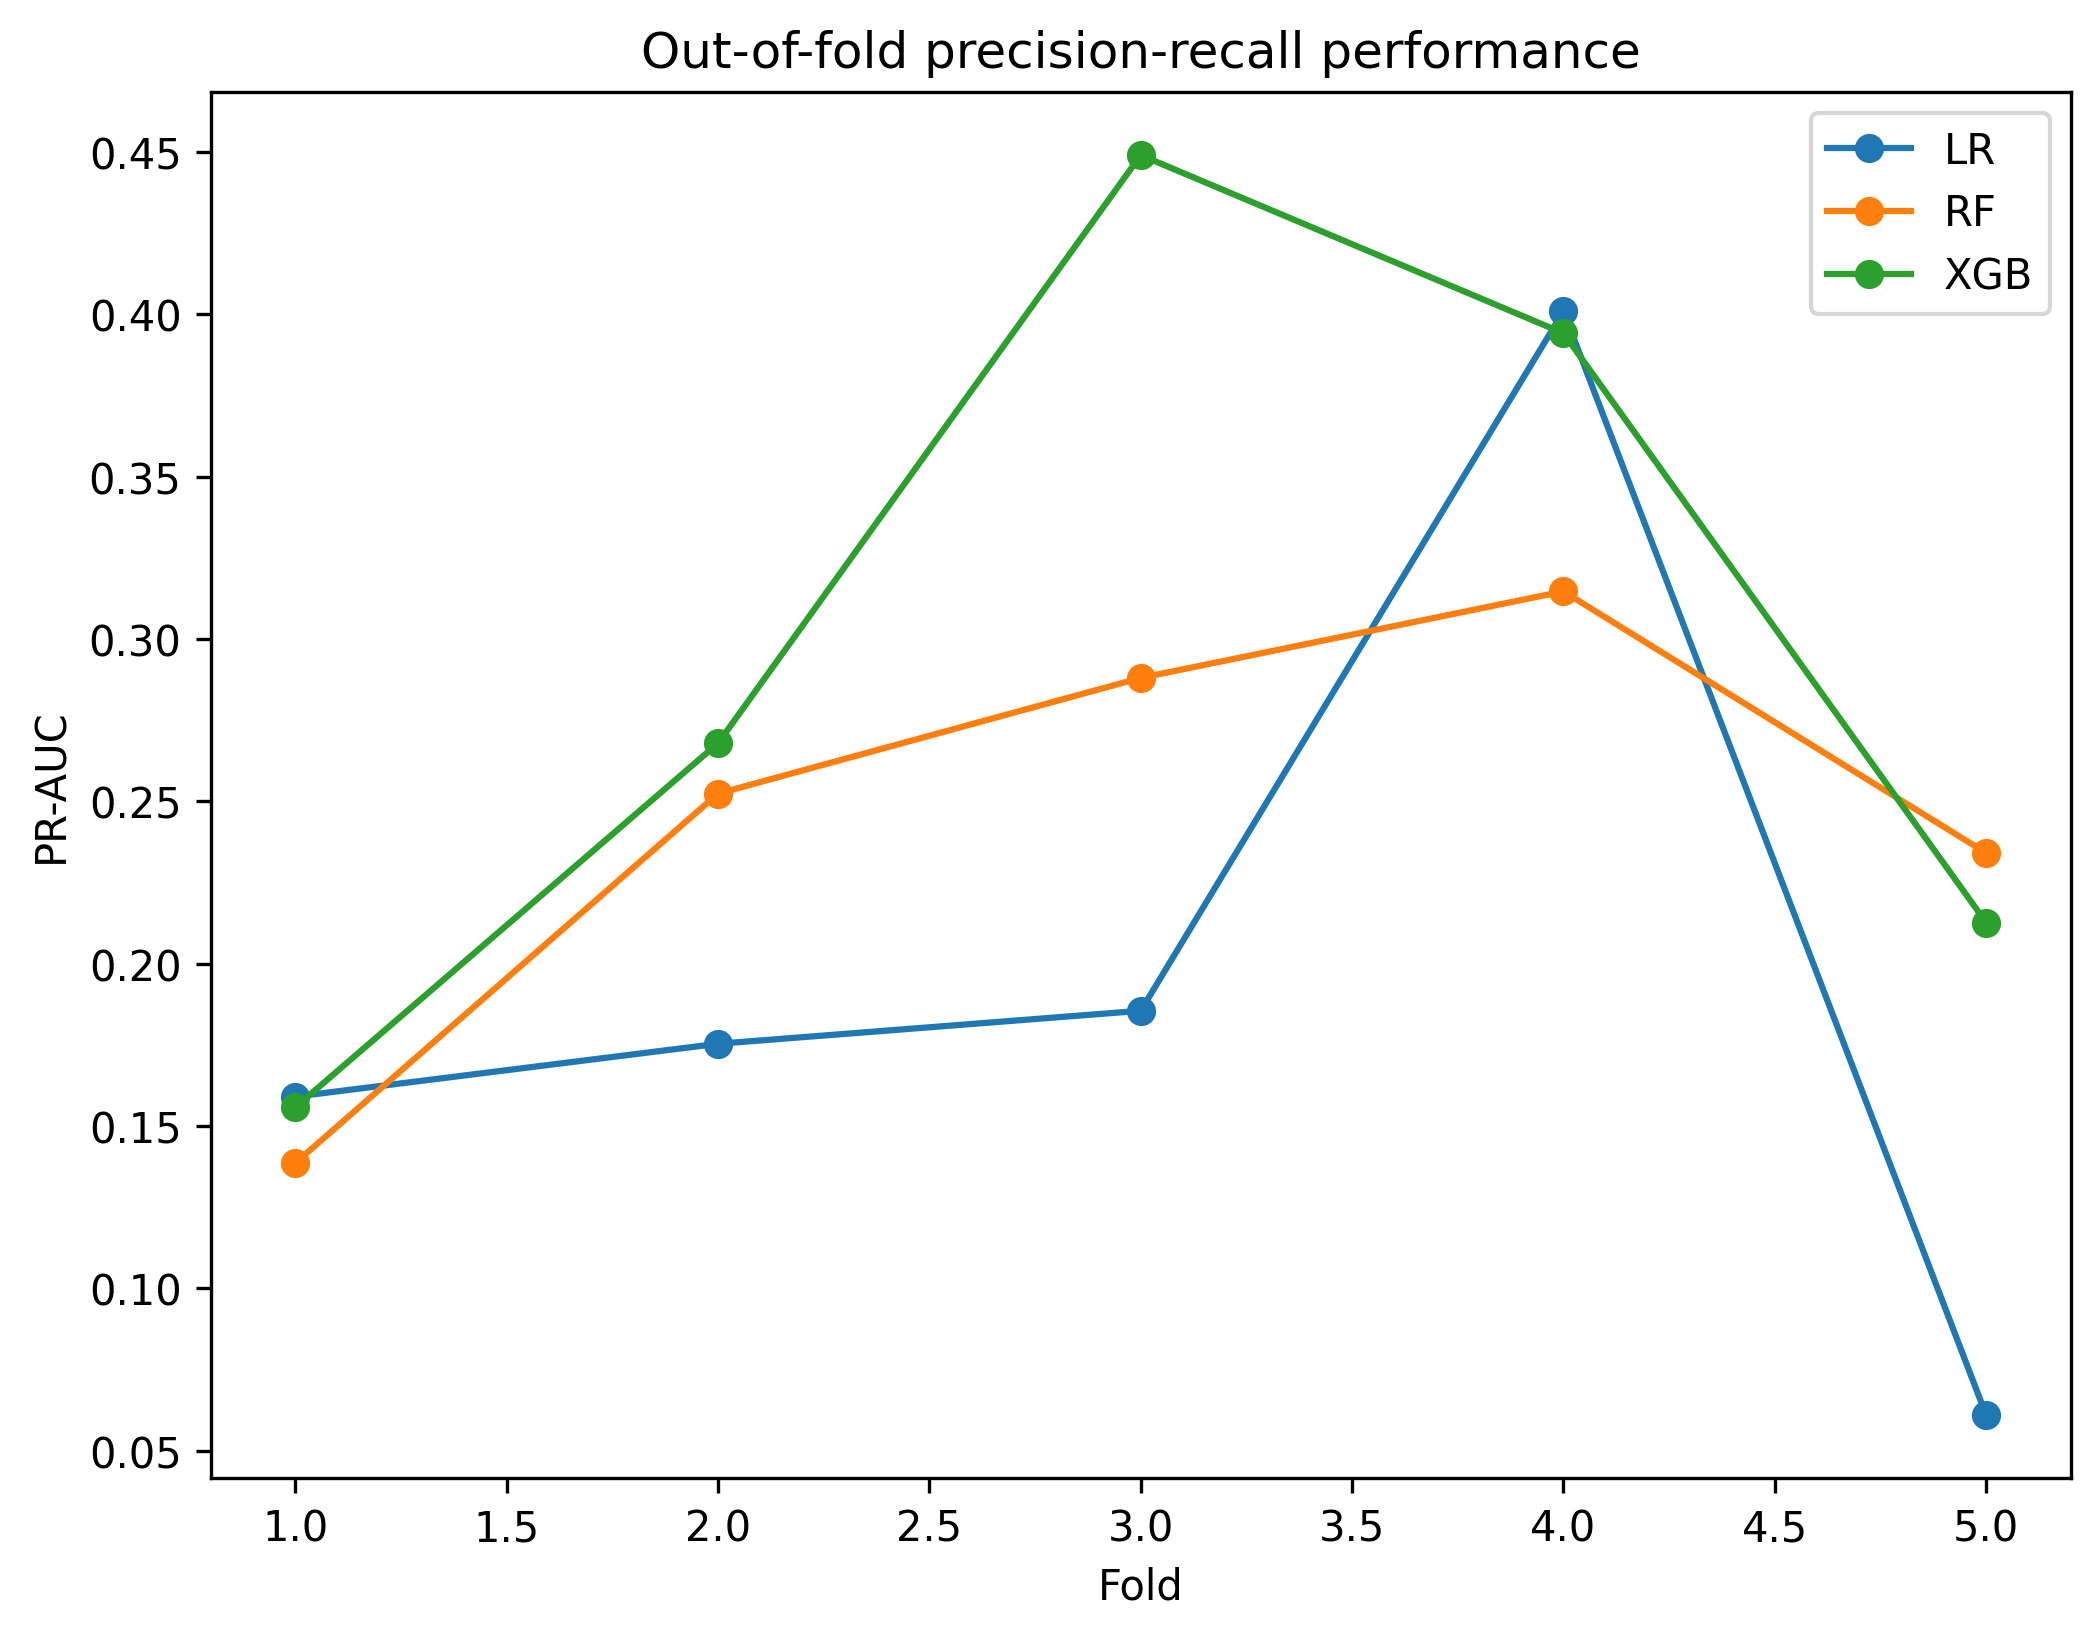 Out-of-fold precision-recall performance
LR
RF
XGB
PR-AUC
0.45
0.40
0.35
0.30
0.25
0.20
0.15
0.10
0.05
1.0 1.5 2.0 2.5 3.0 3.5 4.0 4.5 5.0
Fold